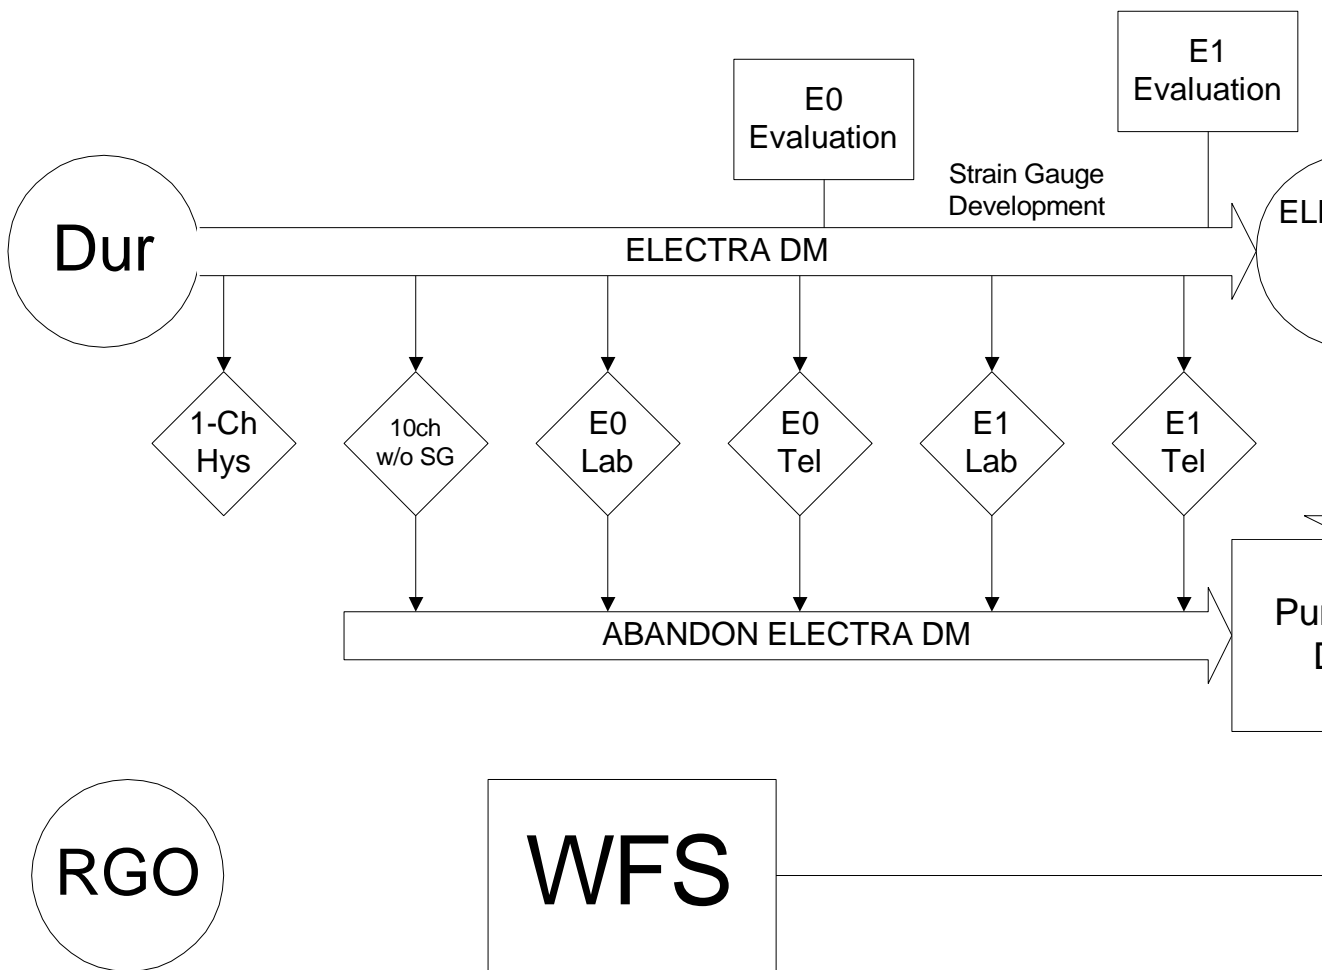 E1
Evaluation
E0
Evaluation
Strain Gauge
Development
Dur
ELECTRA DM
1-Ch
Hys
10ch
w/o SG
E0
Lab
E0
Tel
E1
Lab
E1
Tel
ABANDON ELECTRA DM
RGO
WFS